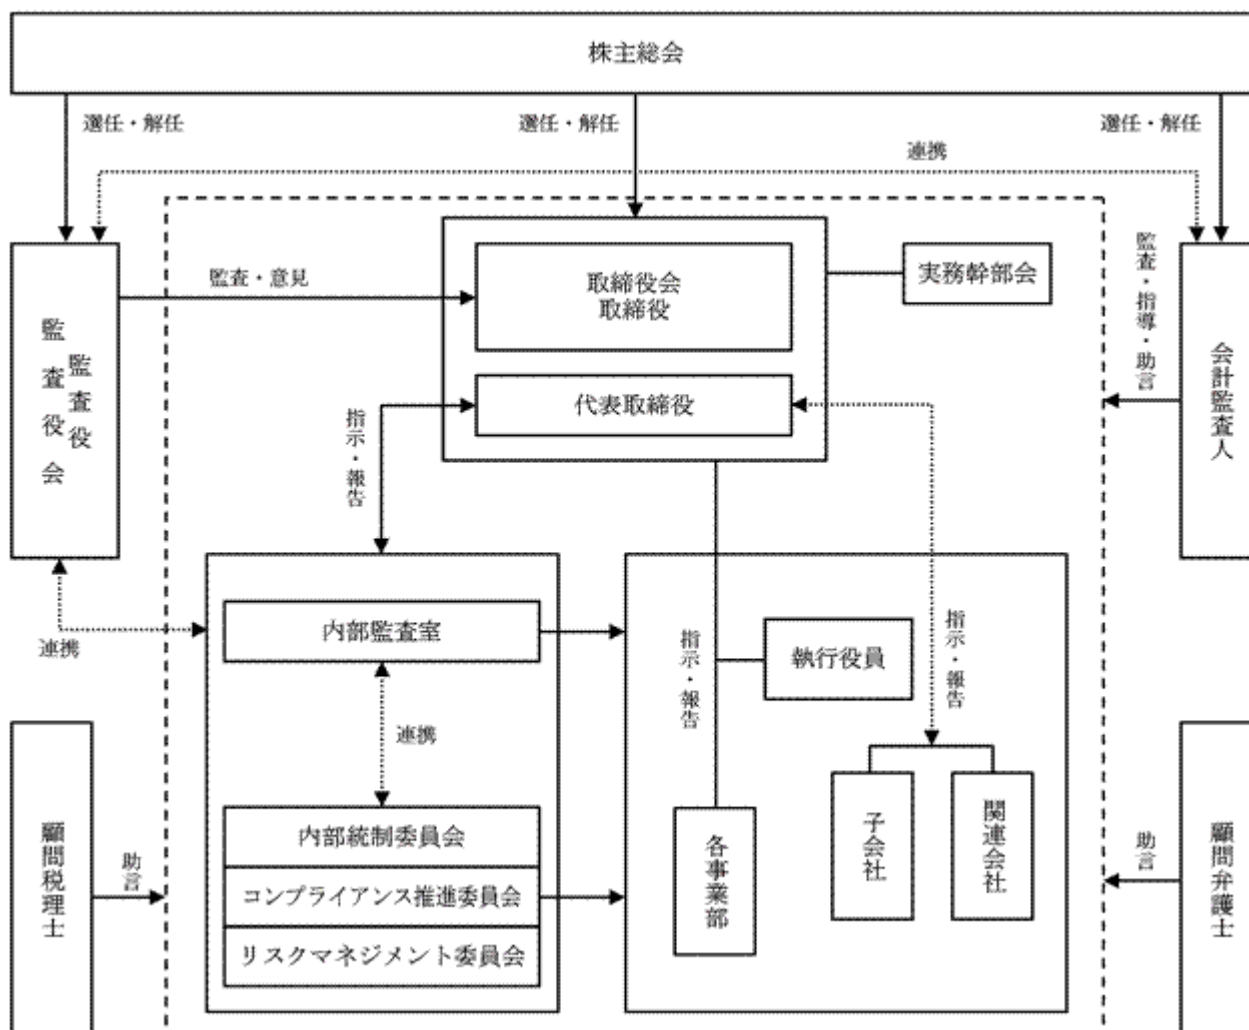 株主総会
選任・解任
選任・解任
選任・解任
連携
監査役会
監査役
監査・意見
取締役会
取締役
実務幹部会
監査・指導・助言
会計監査人
代表取締役
指示・報告
連携
内部監査室
連携
内部統制委員会
コンプライアンス推進委員会
リスクマネジメント委員会
指示・報告
執行役員
指示・報告
各事業部
子会社
関連会社
顧問税理士
助言
助言
顧問弁護士